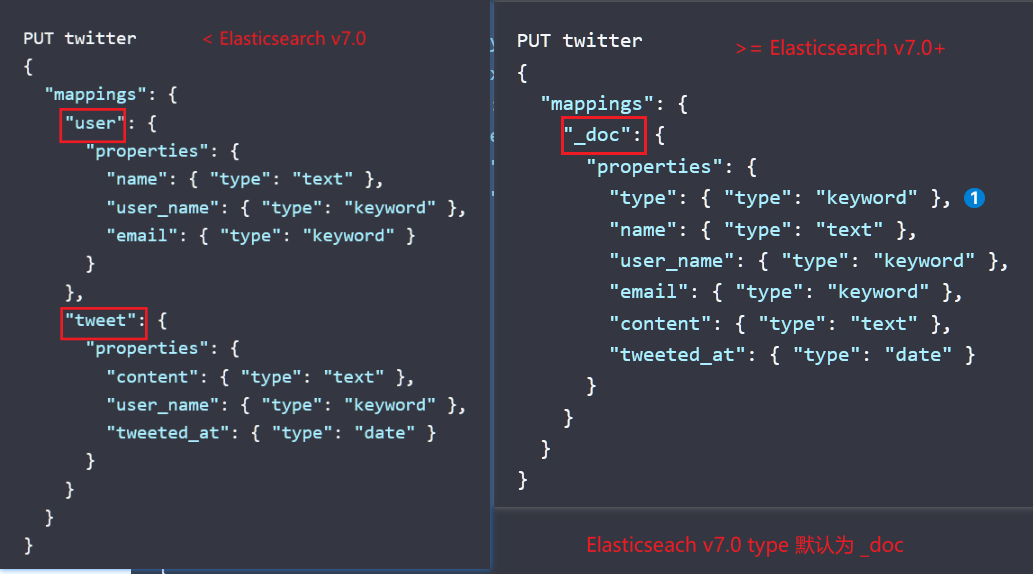 PUT twitter
< Elasticsearch v7.0
{
"mappings": {
"user": {
"properties": {
"name": { "type": "text" },
"user_name": { "type": "keyword" },
"email": { "type": "keyword" }
}
},
"tweet": {
"properties": {
"content": { "type": "text" },
"user_name": { "type": "keyword" },
"tweeted_at": { "type": "date" }
}
}
}
}
PUT twitter
>= Elasticsearch v7.0+
{
"mappings": {
"_doc": {
"properties": {
"type": { "type": "keyword" }, 1
"name": { "type": "text" },
"user_name": { "type": "keyword" },
"email": { "type": "keyword" },
"content": { "type": "text" },
"tweeted_at": { "type": "date" }
}
}
}
}
Elasticseach v7.0 type 默认为 _doc